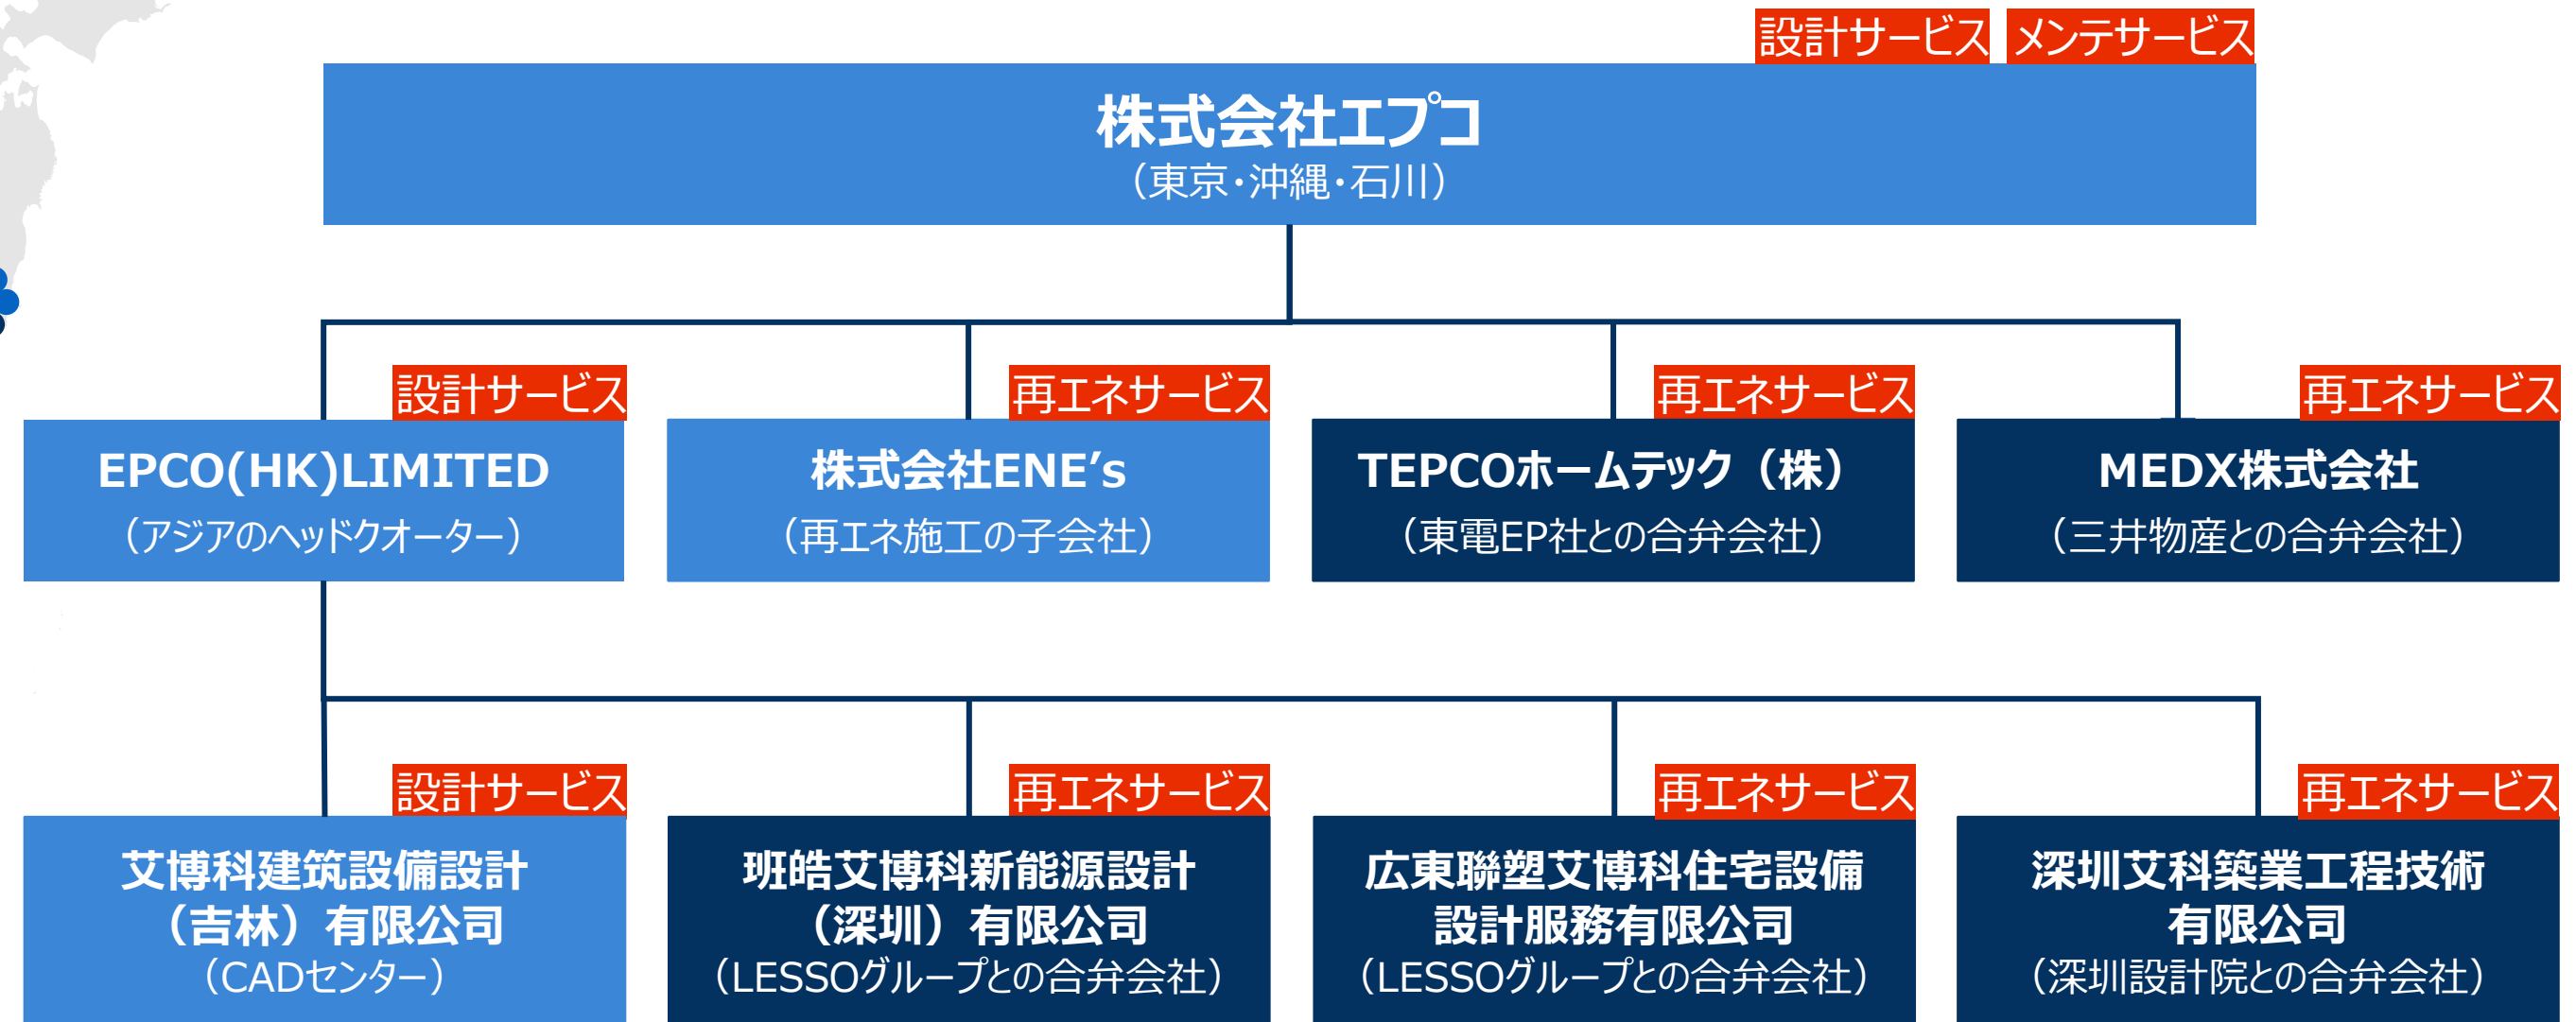 設計サービス メンテサービス
株式会社エプコ
（東京・沖縄・石川）
設計サービス
EPCO(HK)LIMITED
（アジアのヘッドクオーター）
再エネサービス
株式会社ENE’s
（再エネ施工の子会社）
再エネサービス
TEPCOホームテック（株）
（東電EP社との合弁会社）
再エネサービス
MEDX株式会社
（三井物産との合弁会社）
設計サービス
艾博科建筑設備設計
（吉林）有限公司
（CADセンター）
再エネサービス
班皓艾博科新能源設計
（深圳）有限公司
（LESSOグループとの合弁会社）
再エネサービス
広東聯塑艾博科住宅設備
設計服務有限公司
（LESSOグループとの合弁会社）
再エネサービス
深圳艾科築業工程技術
有限公司
（深圳設計院との合弁会社）